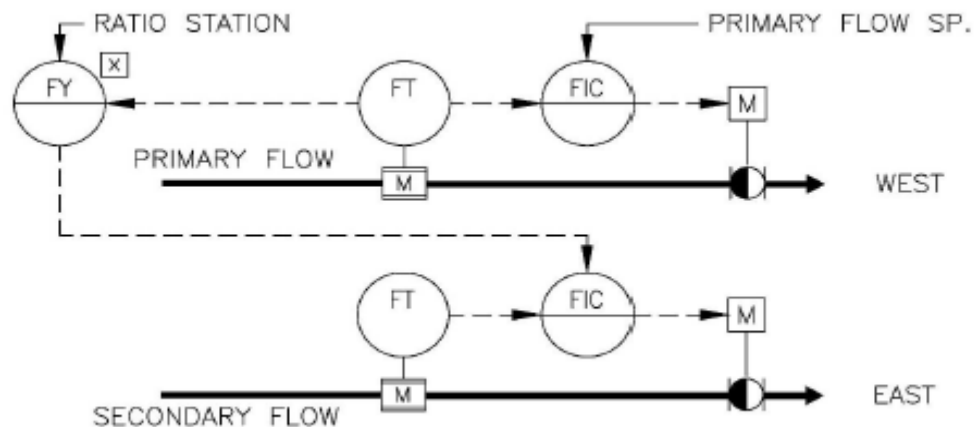 RATIO STATION
PRIMARY FLOW SP.
FY
X
FT
FIC
M
PRIMARY FLOW
M
WEST
FT
FIC
M
M
EAST
SECONDARY FLOW